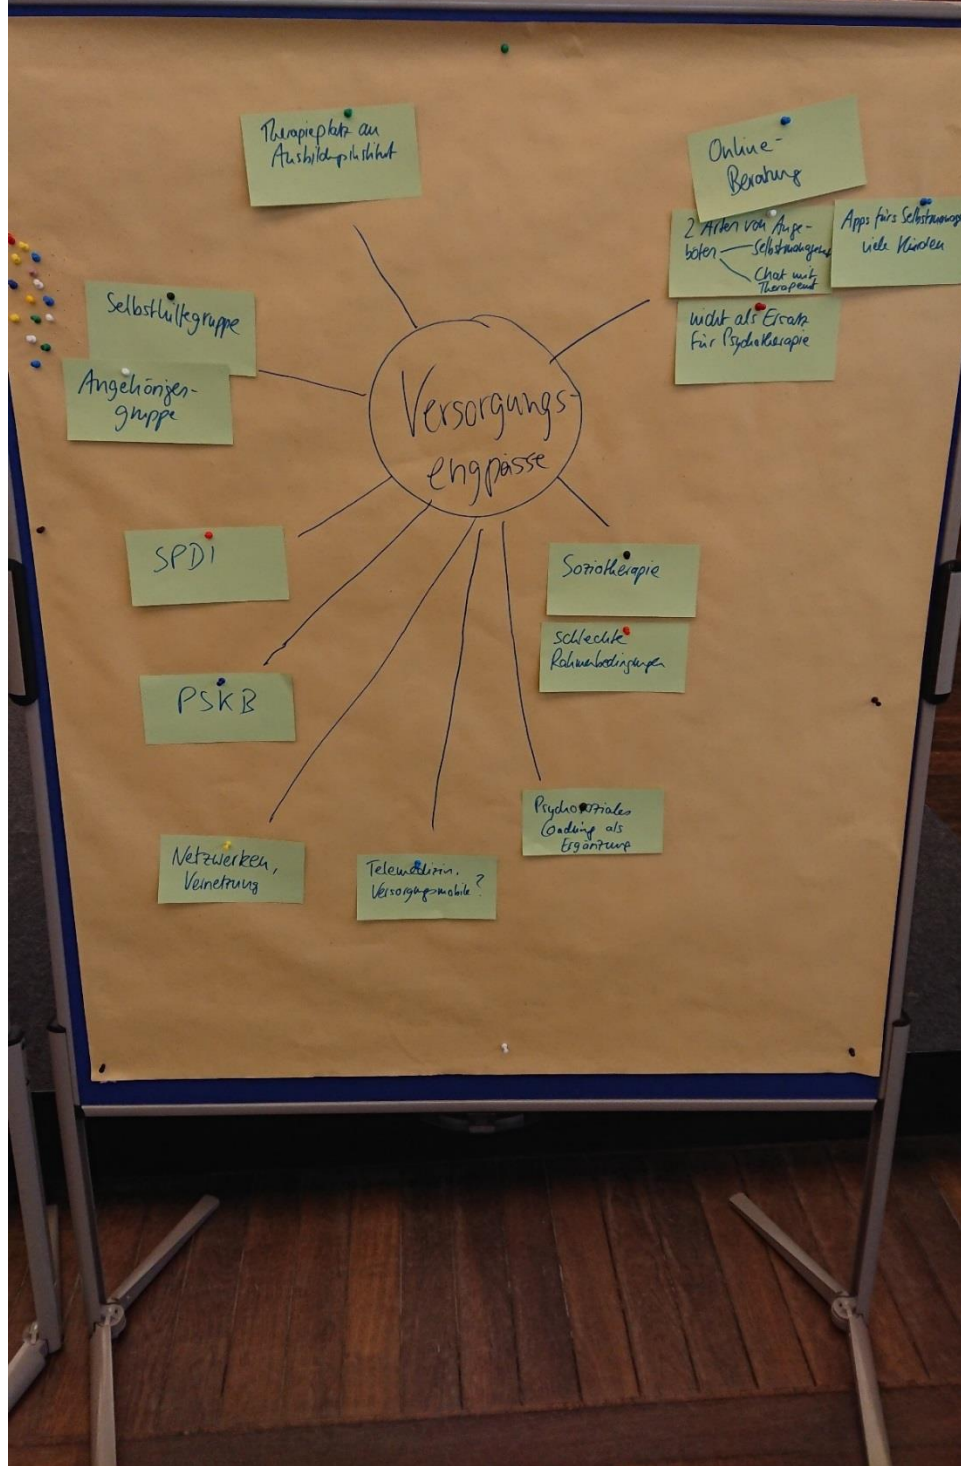 Therapieplatz an
Ausbildungsinstitut
Online-
Beratung
2 Arten von Ange-
boten
Selbstmanagement
Chat mit
Therapeut
Apps fürs Selbstmanag
viele Hürden
nicht als Ersatz
für Psychotherapie
Selbsthilfegruppe
Angehörigen-
gruppe
Versorgungs-
engpässe
SPDI
Soziotherapie
schlechte
Rahmenbedingungen
PSKB
Psychosoziales
Coaching als
Ergänzung
Netzwerken,
Vernetzung
Telemedizin.
Versorgungsmobile?